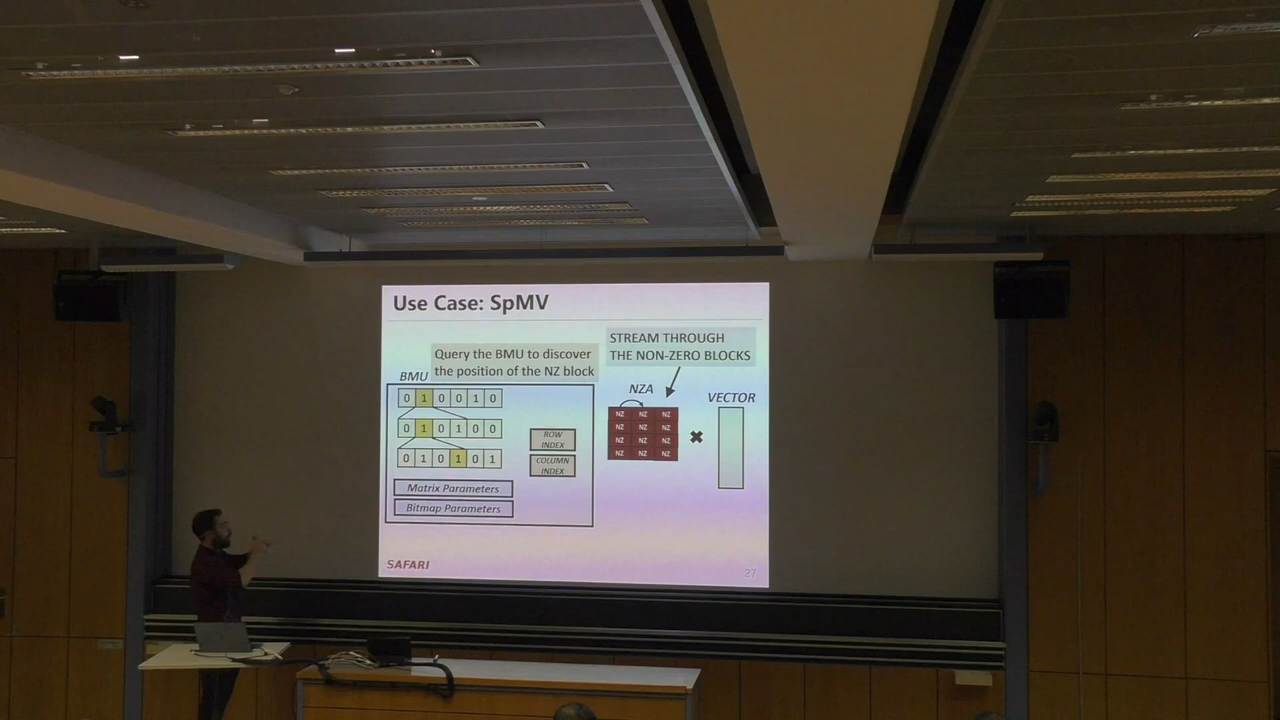 Use Case: SpMV
STREAM THROUGH
THE NON-ZERO BLOCKS
Query the BMU to discover
the position of the NZ block
BMU
NZA
VECTOR
0 1 0 0 1 0
0 1 0 1 0 0
0 1 0 1 0 1
ROW
INDEX
COLUMN
INDEX
NZ NZ NZ
NZ NZ NZ
NZ NZ NZ
NZ NZ NZ
Matrix Parameters
Bitmap Parameters
SAFARI
27